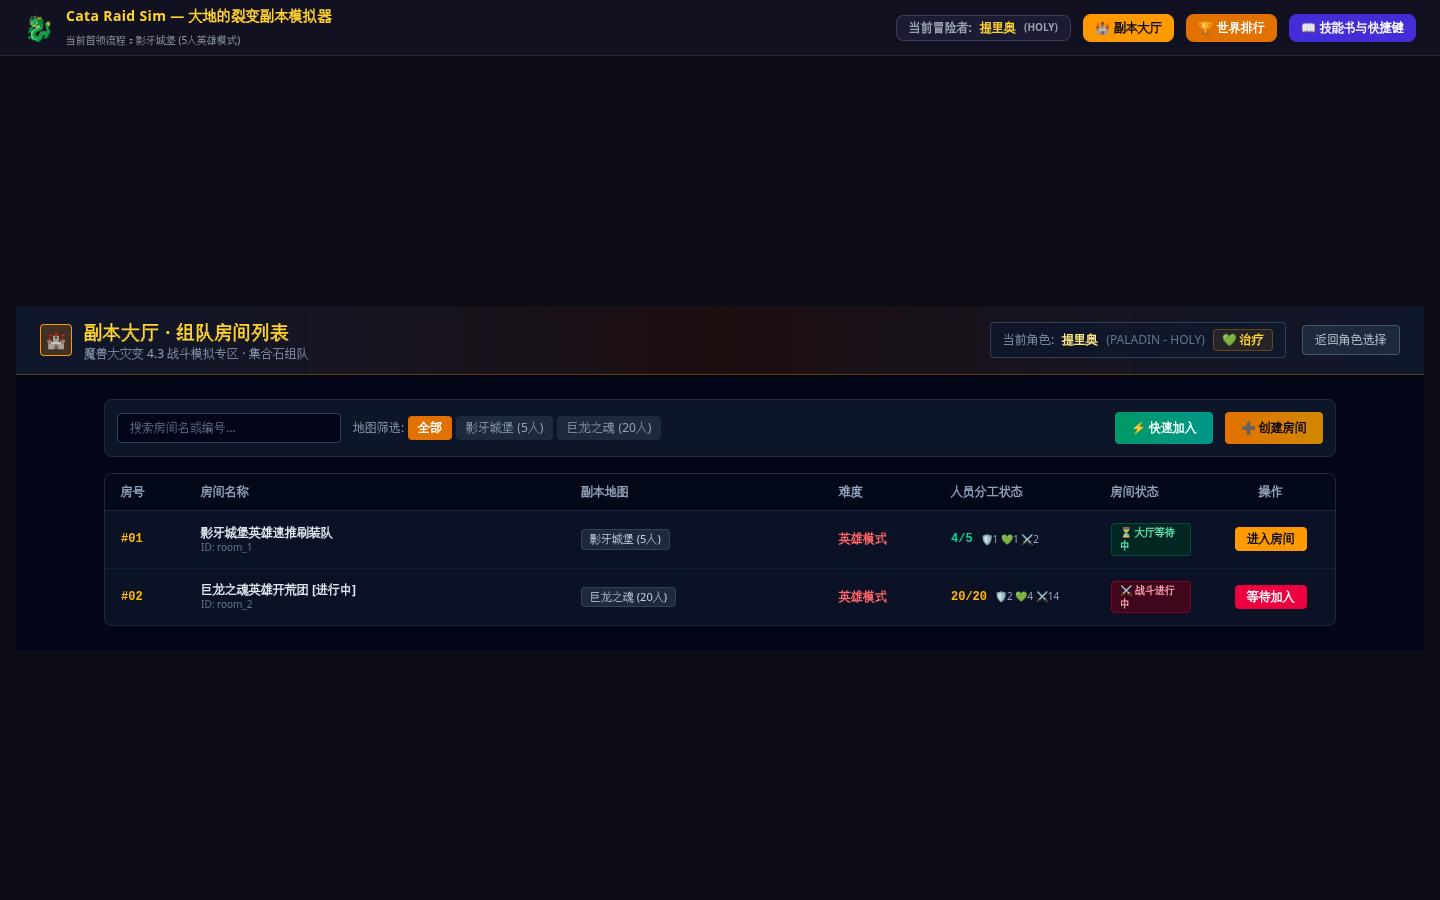 Cata Raid Sim — 大地的裂变副本模拟器
当前首领流程：影牙城堡 (5人英雄模式)
当前冒险者: 提里奥 (HOLY)
副本大厅
世界排行
技能书与快捷键
副本大厅 · 组队房间列表
魔兽大灾变 4.3 战斗模拟专区 · 集合石组队
当前角色: 提里奥 (PALADIN - HOLY) 治疗
返回角色选择
搜索房间名或编号...
地图筛选: 全部 影牙城堡 (5人) 巨龙之魂 (20人)
快速加入
创建房间
房号 房间名称 副本地图 难度 人员分工状态 房间状态 操作
#01 影牙城堡英雄速推刷装队 影牙城堡 (5人) 英雄模式 4/5 1 1 2 大厅等待中 进入房间
ID: room_1
#02 巨龙之魂英雄开荒团 [进行中] 巨龙之魂 (20人) 英雄模式 20/20 2 4 14 战斗进行中 等待加入
ID: room_2